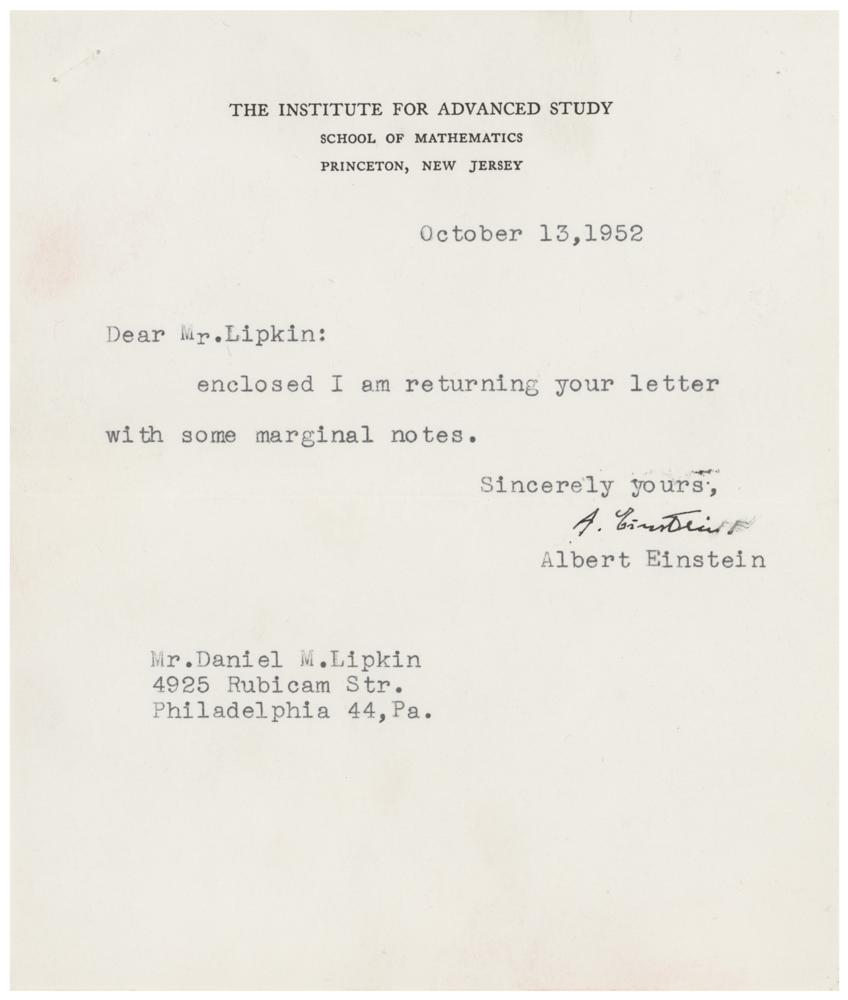 THE INSTITUTE FOR ADVANCED STUDY
SCHOOL OF MATHEMATICS
PRINCETON, NEW JERSEY
October 13,1952
Dear Mr.Lipkin:
enclosed I am returning your letter
with some marginal notes.
Sincerely yours,
A. Einstein.
Albert Einstein
Mr.Daniel M.Lipkin
4925 Rubicam Str.
Philadelphia 44,Pa.